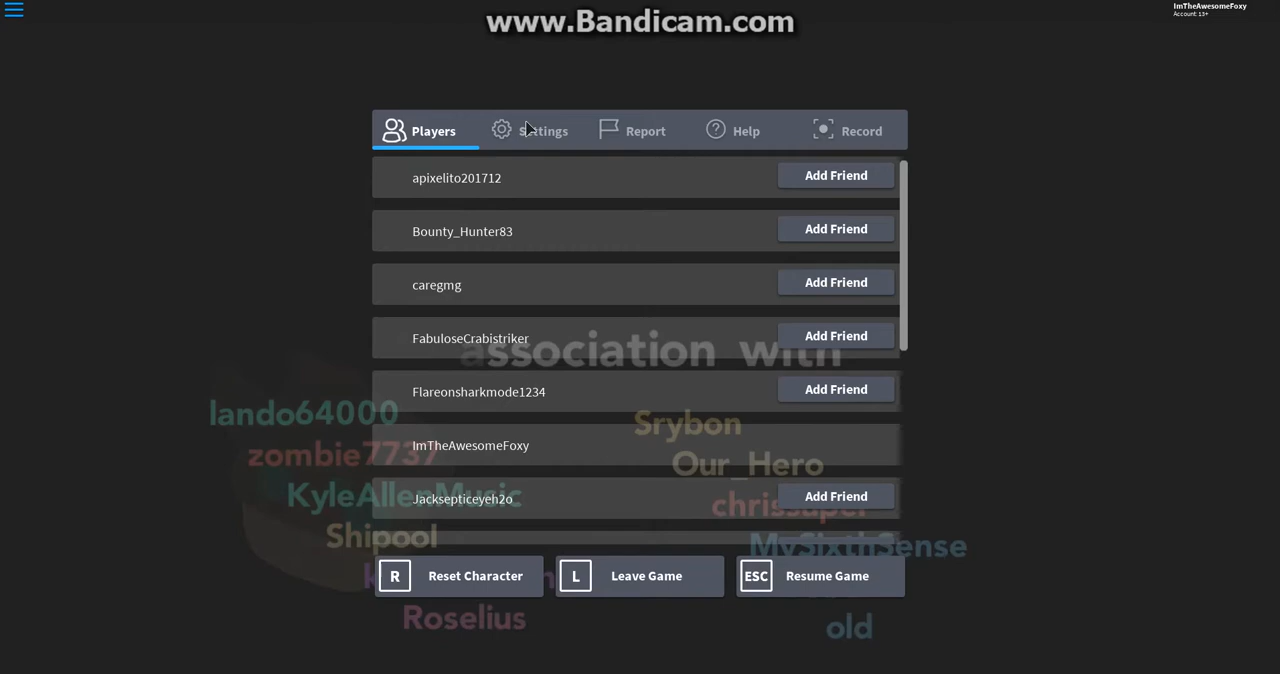 www.Bandicam.com
ImTheAwesomeFoxy
Account: 13+
Players
Settings
Report
Help
Record
apixelito201712
Add Friend
Bounty_Hunter83
Add Friend
caregmg
Add Friend
FabuloseCrabistriker
Add Friend
association with
Flareonsharkmode1234
Add Friend
lando64000
Srybon
ImTheAwesomeFoxy
zombie7737
Our_Hero
KyleAllenMusic
Jacksepticeyeh2o
Add Friend
chrissuper
Shipool
MySixthSense
R
Reset Character
L
Leave Game
ESC
Resume Game
Roselius
old